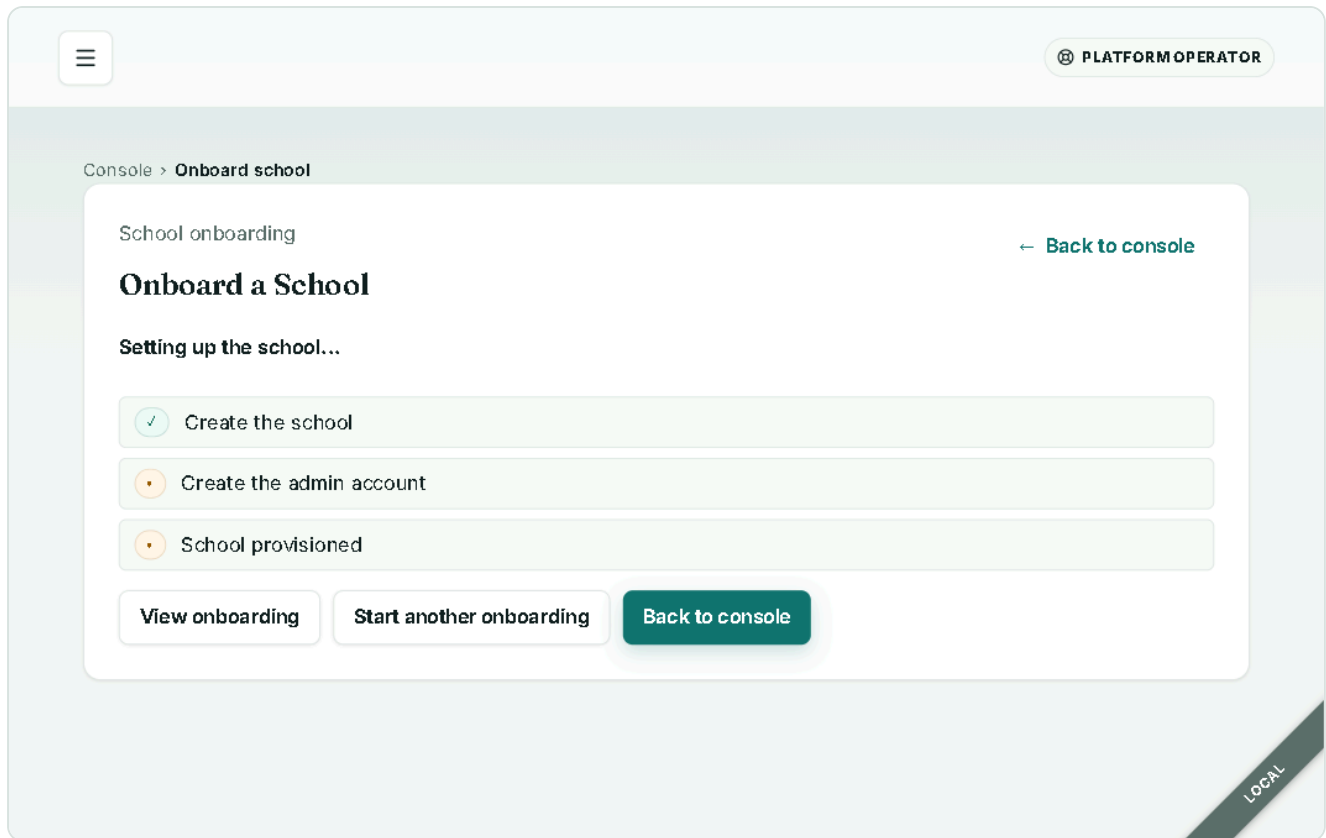 PLATFORM OPERATOR
Console › Onboard school
School onboarding
← Back to console
Onboard a School
Setting up the school...
✓ Create the school
• Create the admin account
• School provisioned
View onboarding
Start another onboarding
Back to console
LOCAL